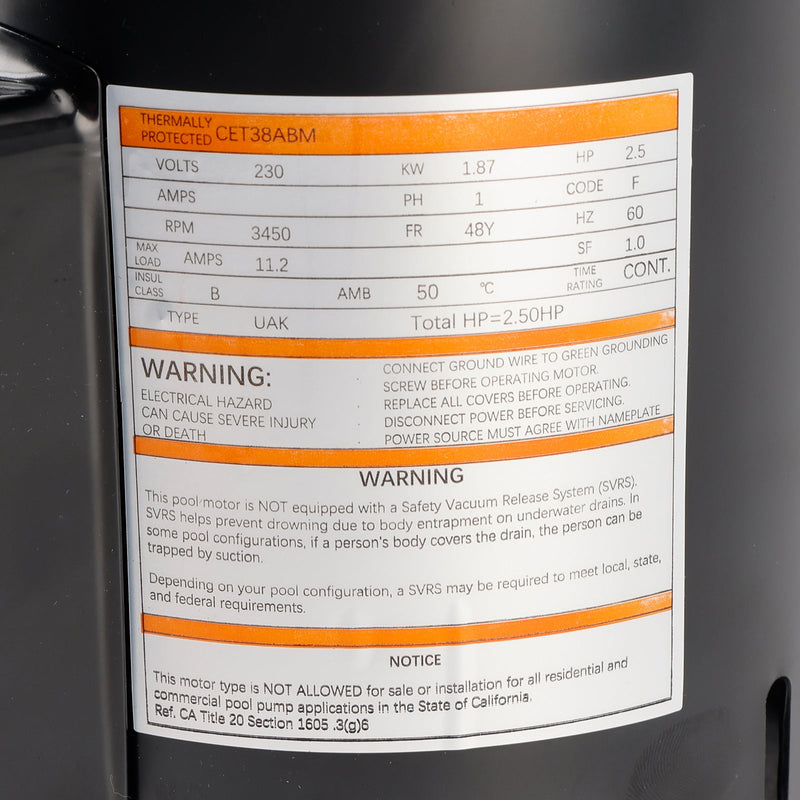 THERMALLY
PROTECTED CET38ABM
VOLTS 230 KW 1.87 HP 2.5
AMPS PH 1 CODE F
RPM 3450 FR 48Y HZ 60
MAX
LOAD AMPS 11.2 SF 1.0
INSUL
CLASS B AMB 50 °C TIME
RATING CONT.
TYPE UAK Total HP=2.50HP
WARNING:
ELECTRICAL HAZARD
CAN CAUSE SEVERE INJURY
OR DEATH
CONNECT GROUND WIRE TO GREEN GROUNDING
SCREW BEFORE OPERATING MOTOR.
REPLACE ALL COVERS BEFORE OPERATING.
DISCONNECT POWER BEFORE SERVICING.
POWER SOURCE MUST AGREE WITH NAMEPLATE
WARNING
This pool motor is NOT equipped with a Safety Vacuum Release System (SVRS).
SVRS helps prevent drowning due to body entrapment on underwater drains. In
some pool configurations, if a person's body covers the drain, the person can be
trapped by suction.
Depending on your pool configuration, a SVRS may be required to meet local, state,
and federal requirements.
NOTICE
This motor type is NOT ALLOWED for sale or installation for all residential and
commercial pool pump applications in the State of California.
Ref. CA Title 20 Section 1605 .3(g)6